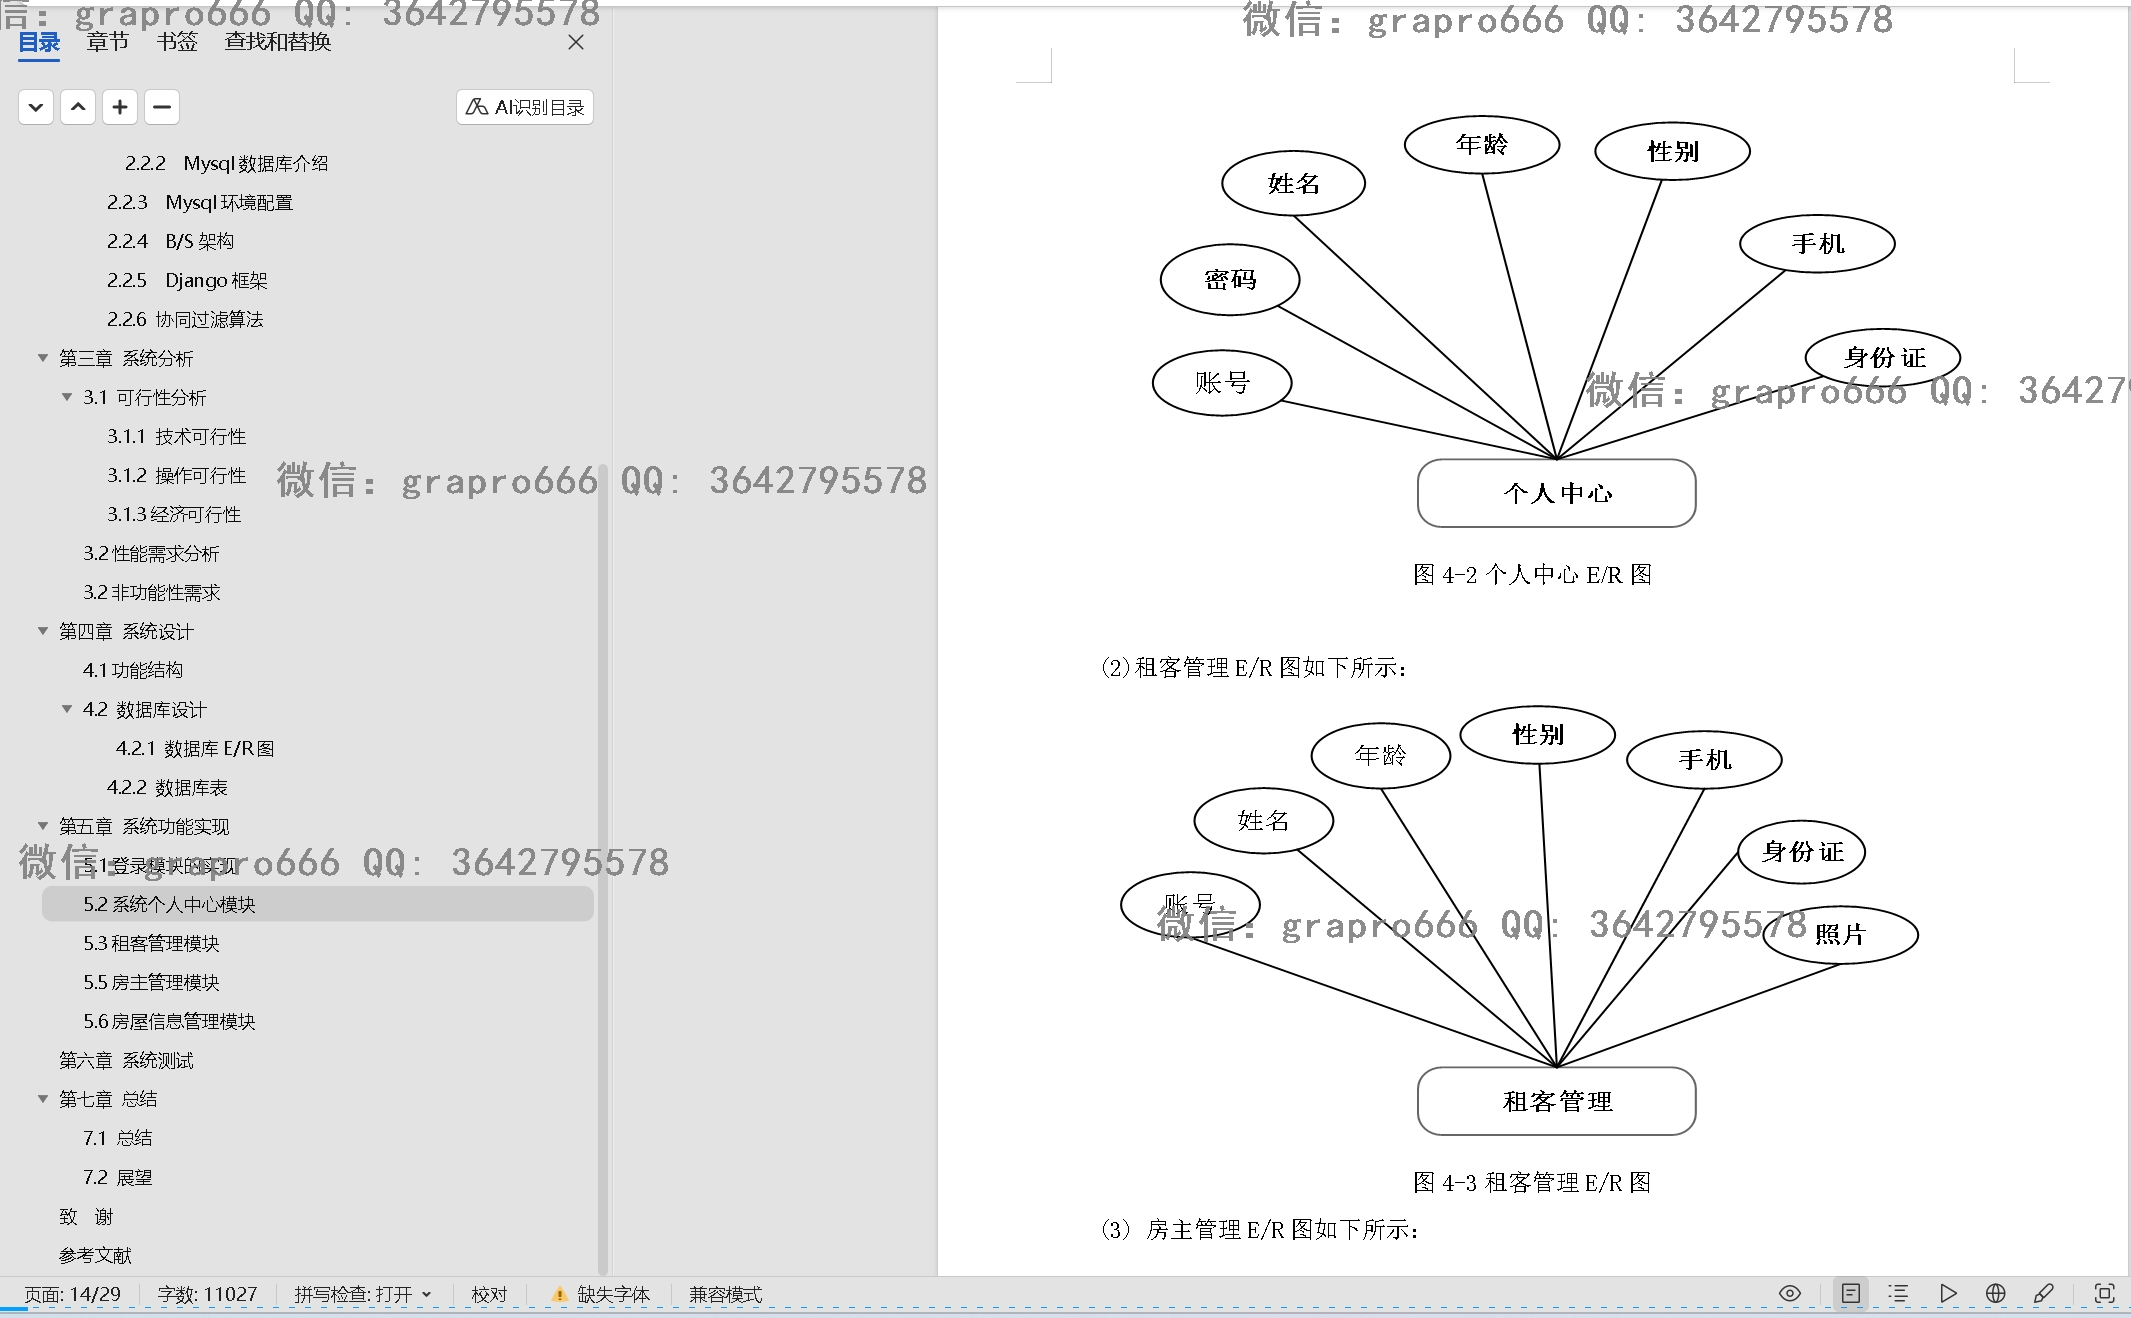 信：grapro666 QQ: 3642795578
微信：grapro666 QQ: 3642795578
目录 章节 书签 查找和替换
AI识别目录
2.2.2 Mysql数据库介绍
2.2.3 Mysql环境配置
2.2.4 B/S 架构
2.2.5 Django 框架
2.2.6 协同过滤算法
第三章 系统分析
3.1 可行性分析
3.1.1 技术可行性
3.1.2 操作可行性
微信：grapro666 QQ: 3642795578
3.1.3经济可行性
3.2性能需求分析
3.2非功能性需求
第四章 系统设计
4.1功能结构
4.2 数据库设计
4.2.1 数据库 E/R图
4.2.2 数据库表
第五章 系统功能实现
5.1登录模块的实现
微信：grapro666 QQ: 3642795578
5.2系统个人中心模块
5.3租客管理模块
5.5房主管理模块
5.6房屋信息管理模块
第六章 系统测试
第七章 总结
7.1 总结
7.2 展望
致 谢
参考文献
年龄
性别
姓名
手机
密码
身份证
账号
微信：grapro666 QQ: 36427
个人中心
图 4-2 个人中心 E/R 图
(2)租客管理 E/R 图如下所示：
性别
年龄
手机
姓名
身份证
账号
微信：grapro666 QQ: 3642795578
照片
租客管理
图 4-3 租客管理 E/R 图
(3) 房主管理 E/R 图如下所示：
页面: 14/29 字数: 11027 拼写检查: 打开 校对 缺失字体 兼容模式